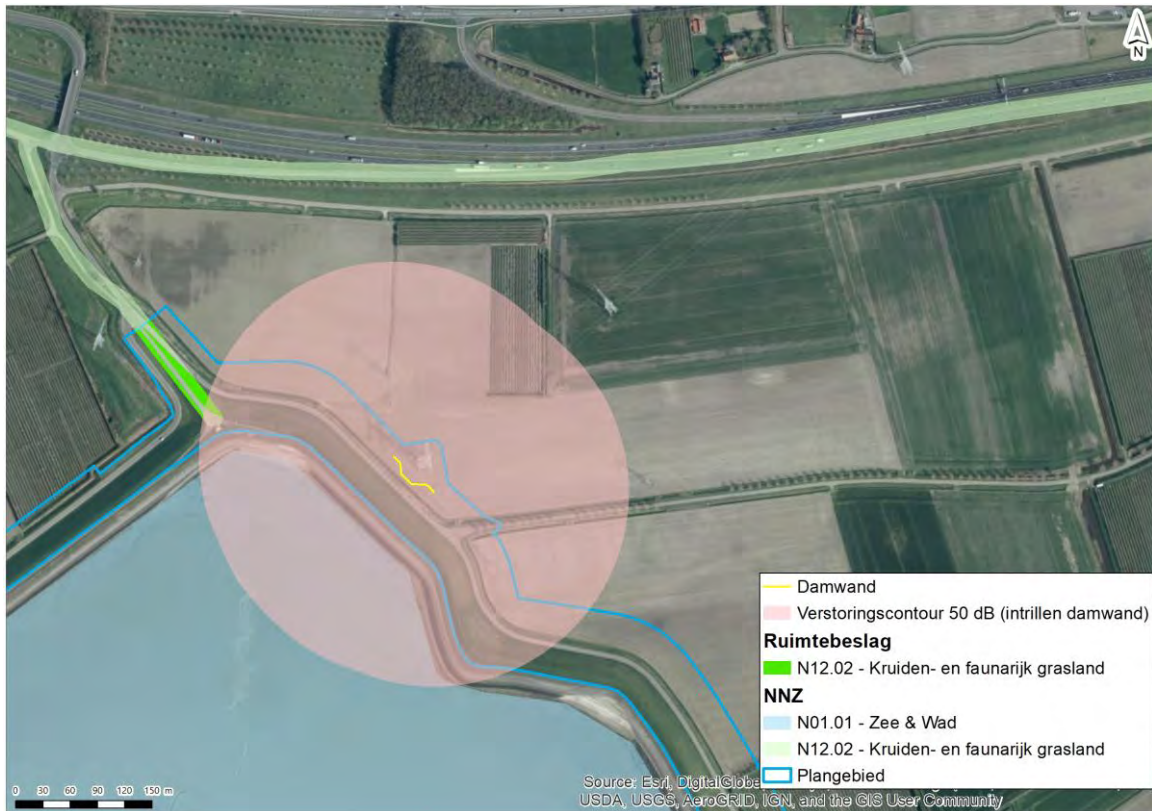 N
Damwand
Verstoringscontour 50 dB (intrillen damwand)
Ruimtebeslag
N12.02 - Kruiden- en faunarijk grasland
NNZ
N01.01 - Zee & Wad
N12.02 - Kruiden- en faunarijk grasland
Plangebied
0 30 60 90 120 150 m
Source: Esri, DigitalGlobe
USDA, USGS, AeroGRID, IGN, and the GIS User Community